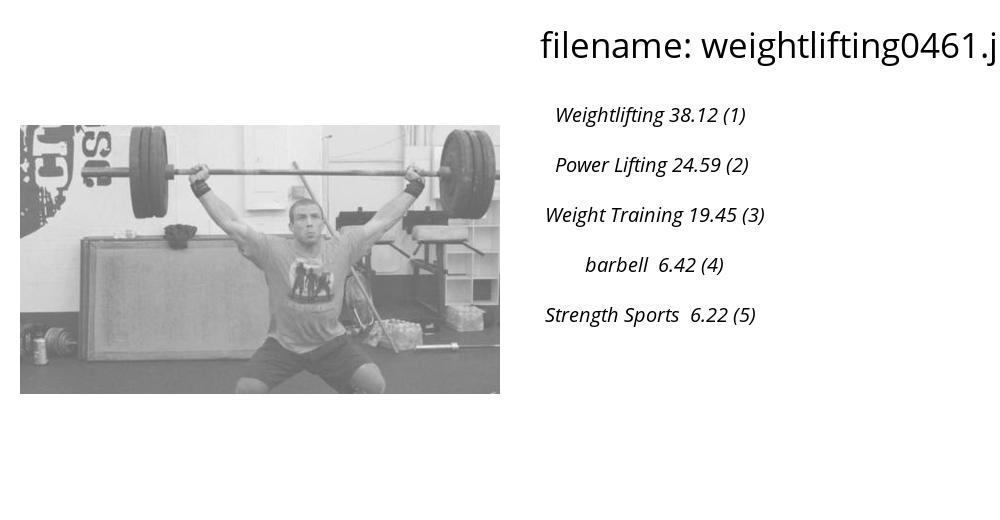 filename: weightlifting0461.j
Weightlifting 38.12 (1)
Power Lifting 24.59 (2)
Weight Training 19.45 (3)
barbell 6.42 (4)
Strength Sports 6.22 (5)